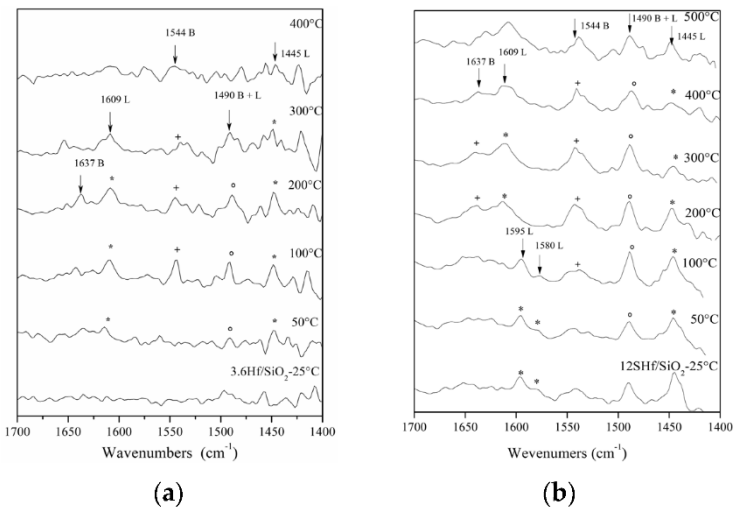 400°C
1544 B
1445 L
300°C
1609 L
1490 B + L
*
+
1637 B
200°C
*
+
o
*
100°C
*
+
o
*
50°C
*
o
*
3.6Hf/SiO2-25°C
1700 1650 1600 1550 1500 1450 1400
Wavenumbers (cm-1)
(a)
500°C
1544 B
1490 B + L
1445 L
1609 L
1637 B
400°C
+
o
*
300°C
+
*
+
o
*
200°C
+
*
+
o
*
1595 L
1580 L
100°C
+
o
*
50°C
*
*
o
*
12SHf/SiO2-25°C
*
*
1700 1650 1600 1550 1500 1450 1400
Wevenumers (cm-1)
(b)